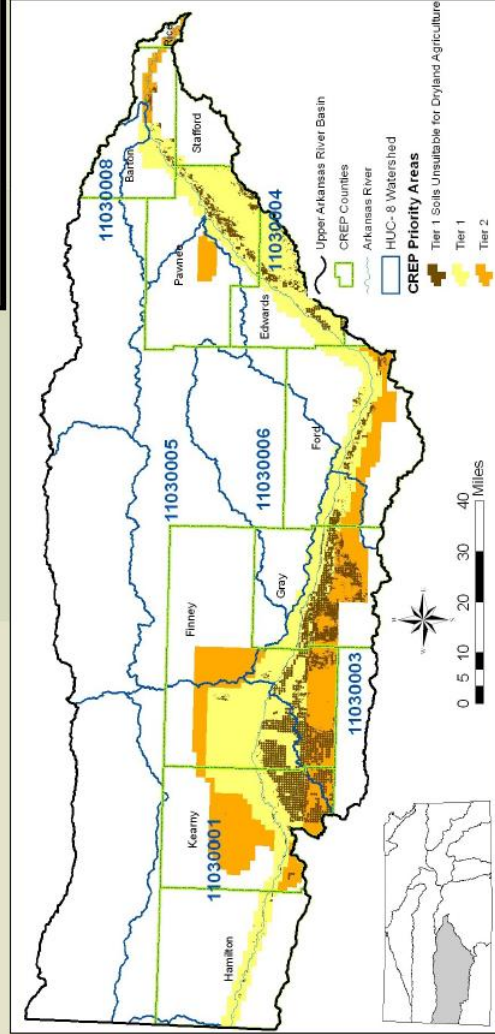 11030008
Barton
Rice
Stafford
Pawnee
11030004
Edwards
11030005
11030006
Ford
Finney
Gray
Kearny
11030001
11030003
Hamilton
Upper Arkansas River Basin
CREP Counties
Arkansas River
HUC- 8 Watershed
CREP Priority Areas
Tier 1 Soils Unsuitable for Dryland Agriculture
Tier 1
Tier 2
0 5 10 20 30 40
Miles